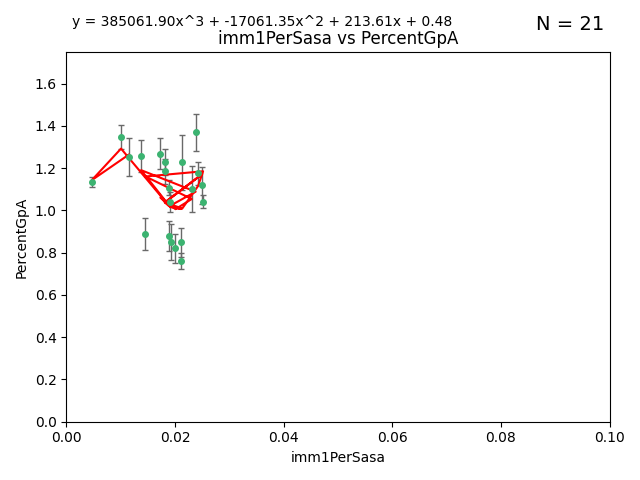 y = 385061.90x^3 + -17061.35x^2 + 213.61x + 0.48
N = 21
imm1PerSasa vs PercentGpA
PercentGpA
1.6
1.4
1.2
1.0
0.8
0.6
0.4
0.2
0.0
0.00 0.02 0.04 0.06 0.08 0.10
imm1PerSasa